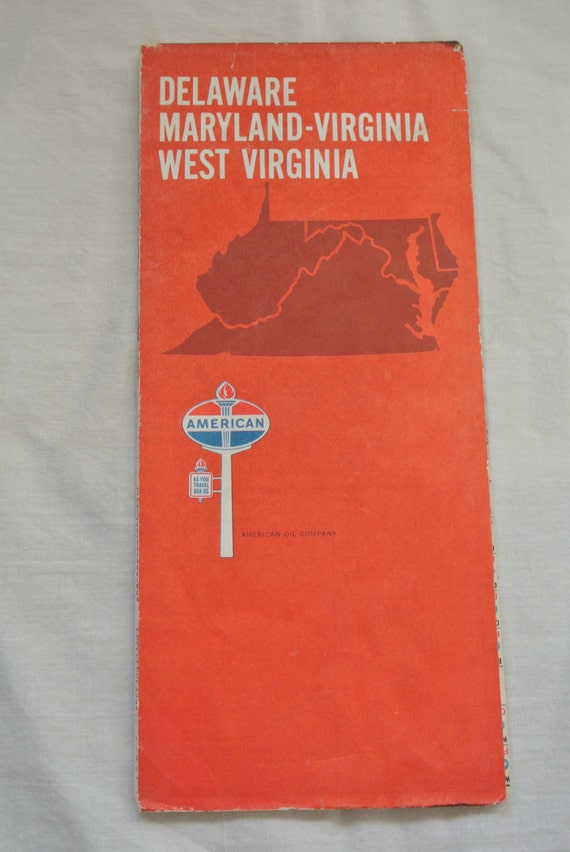 DELAWARE
MARYLAND-VIRGINIA
WEST VIRGINIA
AMERICAN
AS YOU
TRAVEL
ASK US
AMERICAN OIL COMPANY